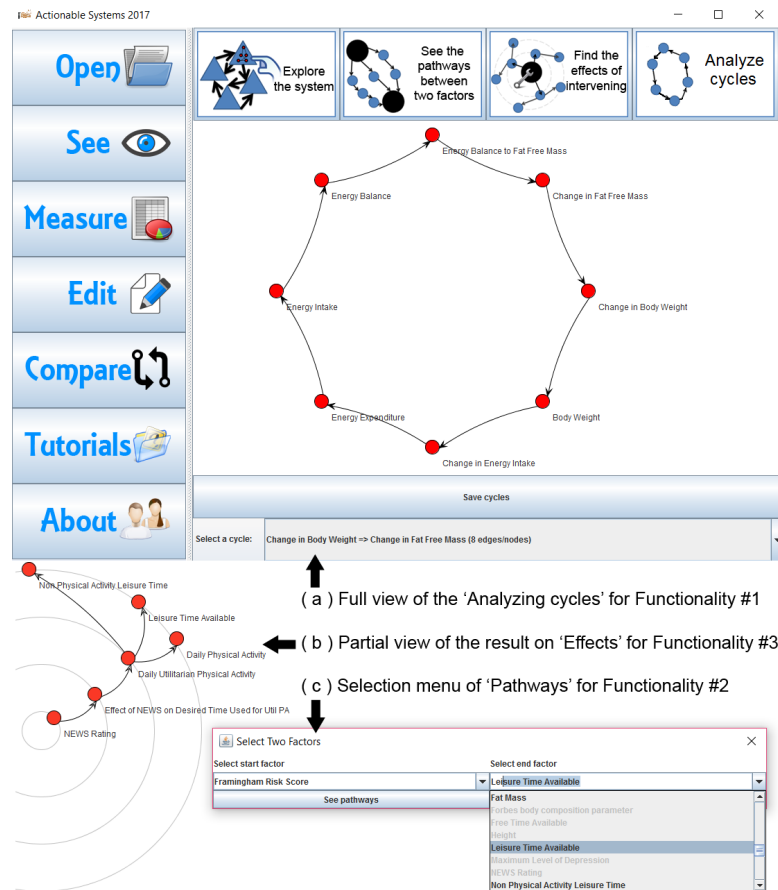 Actionable Systems 2017
Open
See
Measure
Edit
Compare
Tutorials
About
Explore
the system
See the
pathways
between
two factors
Find the
effects of
intervening
Analyze
cycles
Energy Balance to Fat Free Mass
Energy Balance
Change in Fat Free Mass
Energy Intake
Change in Body Weight
Energy Expenditure
Body Weight
Change in Energy Intake
Save cycles
Select a cycle:
Change in Body Weight => Change in Fat Free Mass (8 edges/nodes)
Non Physical Activity Leisure Time
Leisure Time Available
Daily Physical Activity
Daily Utilitarian Physical Activity
Effect of NEWS on Desired Time Used for Util PA
NEWS Rating
( a ) Full view of the ‘Analyzing cycles’ for Functionality #1
( b ) Partial view of the result on ‘Effects’ for Functionality #3
( c ) Selection menu of ‘Pathways’ for Functionality #2
Select Two Factors
Select start factor
Select end factor
Framingham Risk Score
Leisure Time Available
See pathways
Fat Mass
Forbes body composition parameter
Free Time Available
Height
Leisure Time Available
Maximum Level of Depression
NEWS Rating
Non Physical Activity Leisure Time